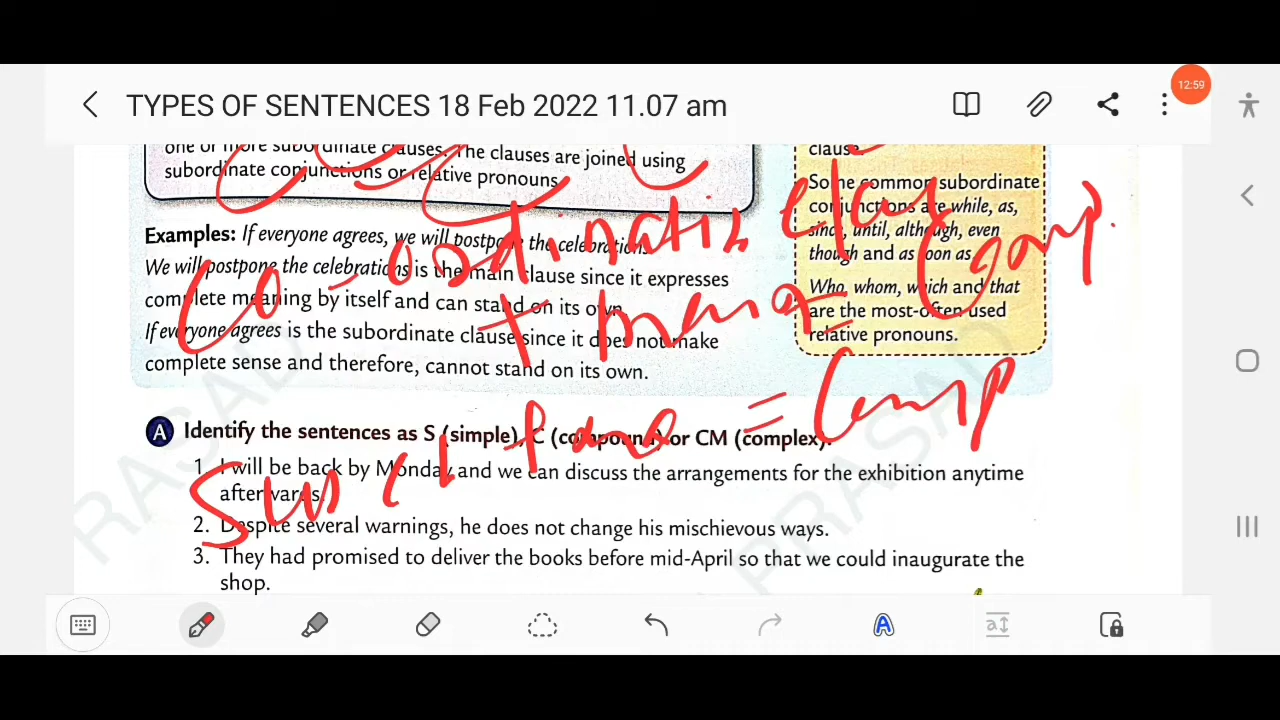 12:59
TYPES OF SENTENCES 18 Feb 2022 11.07 am
one or more subordinate clauses. The clauses are joined using
subordinate conjunctions or relative pronouns
Examples: If everyone agrees, we will postpone the celebrations.
We will postpone the celebrations is the main clause since it expresses
complete meaning by itself and can stand on its own.
If everyone agrees is the subordinate clause since it does not make
complete sense and therefore, cannot stand on its own.
clause.
Some common subordinate
conjunctions are while, as,
since, until, although, even
though and as soon as.
Who, whom, which and that
are the most-often used
relative pronouns.
A Identify the sentences as S (simple), C (compound) or CM (complex).
1. I will be back by Monday and we can discuss the arrangements for the exhibition anytime
afterwards.
2. Despite several warnings, he does not change his mischievous ways.
3. They had promised to deliver the books before mid-April so that we could inaugurate the
shop.
PRASAD
PRASAD